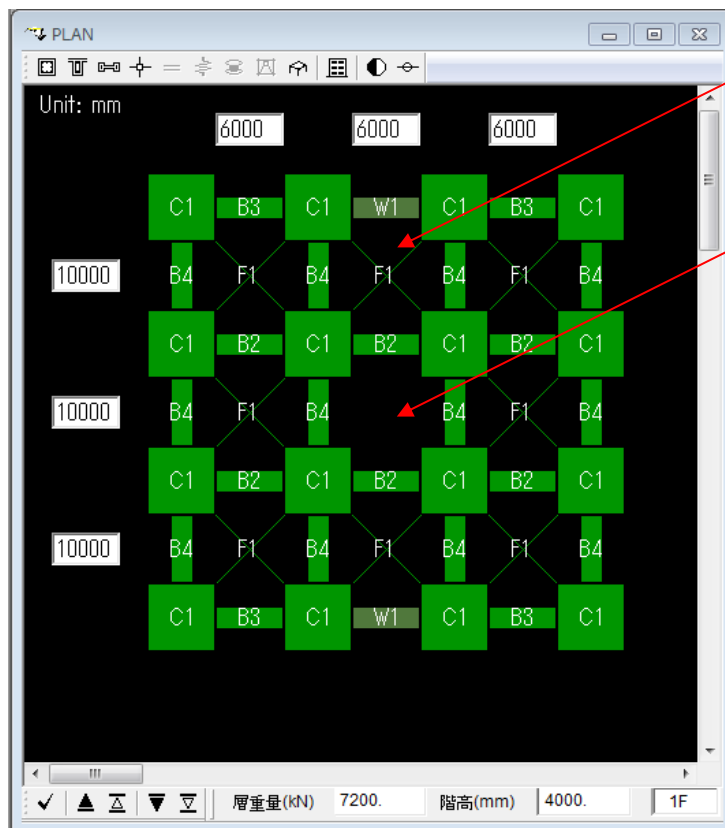 PLAN
Unit: mm
6000 6000 6000
C1 B3 C1 W1 C1 B3 C1
10000 B4 F1 B4 F1 B4 F1 B4
C1 B2 C1 B2 C1 B2 C1
10000 B4 F1 B4 B4 F1 B4
C1 B2 C1 B2 C1 B2 C1
10000 B4 F1 B4 F1 B4 F1 B4
C1 B3 C1 W1 C1 B3 C1
層重量(kN) 7200. 階高(mm) 4000. 1F